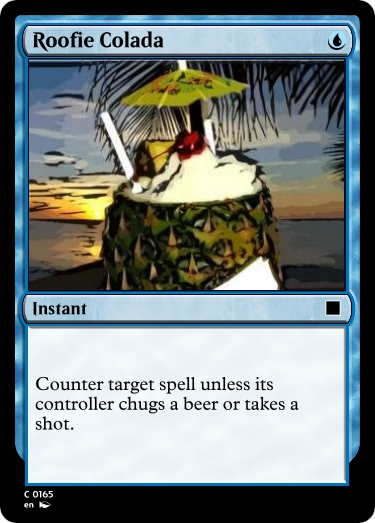 Roofie Colada
Instant
Counter target spell unless its
controller chugs a beer or takes a
shot.
C 0165
en